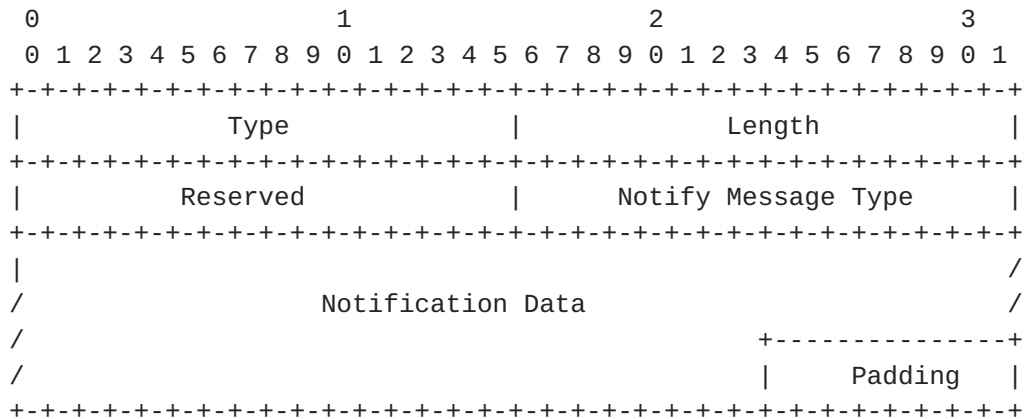 0                   1                   2                   3
0 1 2 3 4 5 6 7 8 9 0 1 2 3 4 5 6 7 8 9 0 1 2 3 4 5 6 7 8 9 0 1
+-+-+-+-+-+-+-+-+-+-+-+-+-+-+-+-+-+-+-+-+-+-+-+-+-+-+-+-+-+-+-+-+
|             Type              |             Length            |
+-+-+-+-+-+-+-+-+-+-+-+-+-+-+-+-+-+-+-+-+-+-+-+-+-+-+-+-+-+-+-+-+
|          Reserved             |      Notify Message Type      |
+-+-+-+-+-+-+-+-+-+-+-+-+-+-+-+-+-+-+-+-+-+-+-+-+-+-+-+-+-+-+-+-+
|                                                               /
/                   Notification Data                           /
/                                               +---------------+
/                                               |     Padding   |
+-+-+-+-+-+-+-+-+-+-+-+-+-+-+-+-+-+-+-+-+-+-+-+-+-+-+-+-+-+-+-+-+